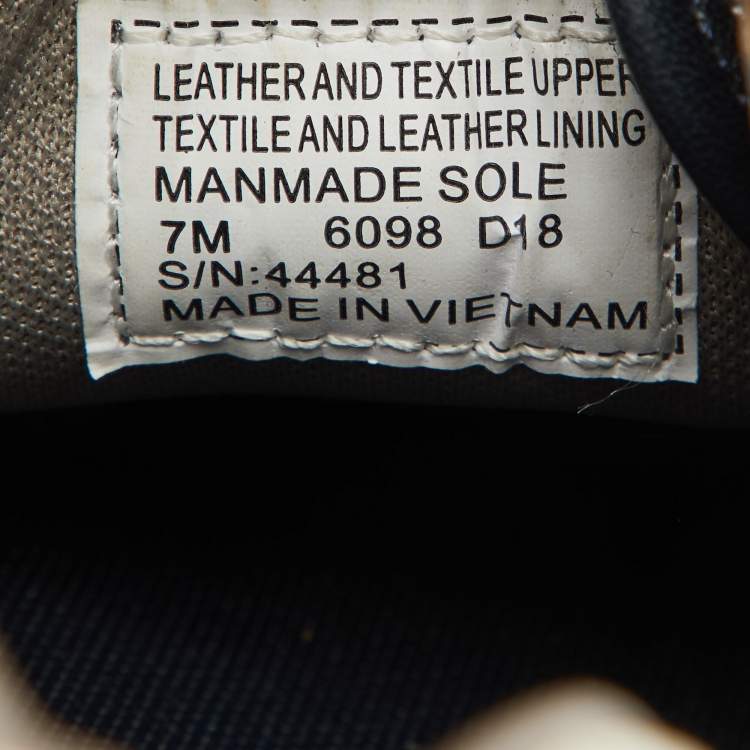 LEATHER AND TEXTILE UPPER
TEXTILE AND LEATHER LINING
MANMADE SOLE
7M 6098 D18
S/N:44481
MADE IN VIETNAM